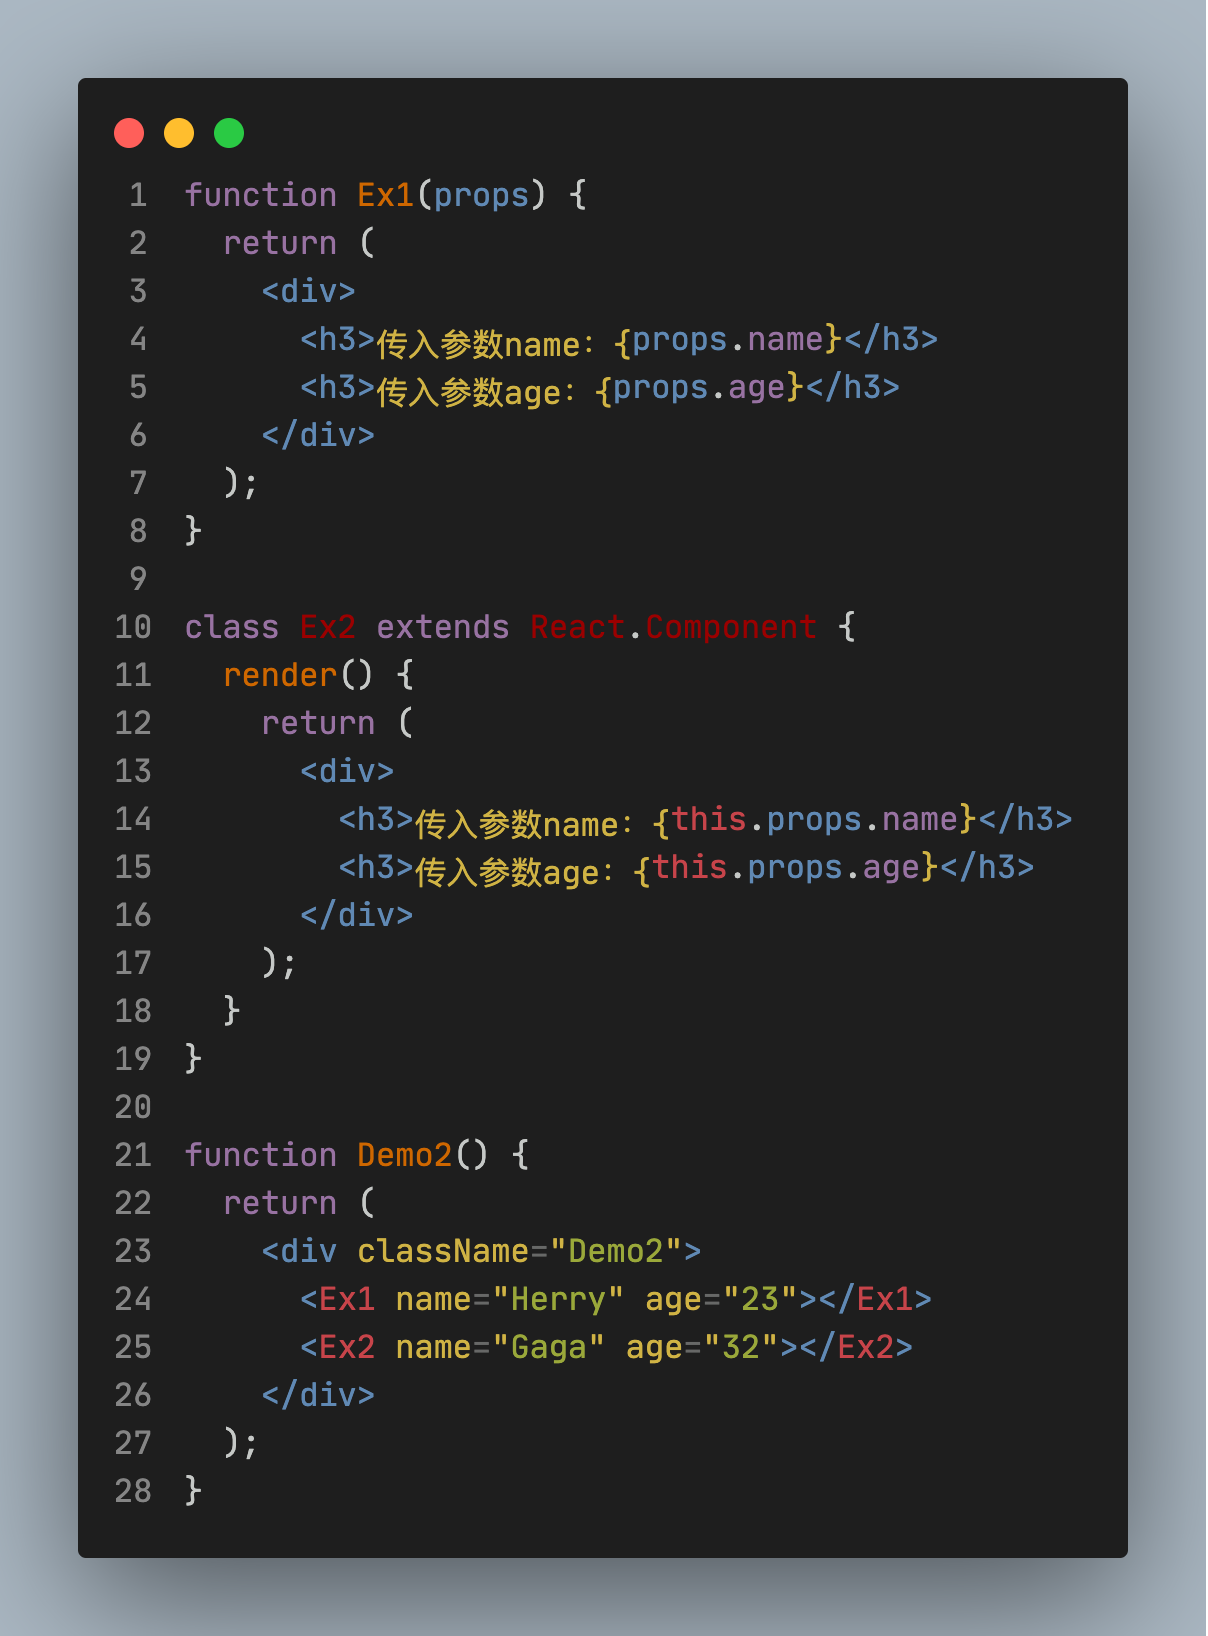 1 function Ex1(props) {
2   return (
3     <div>
4       <h3>传入参数name：{props.name}</h3>
5       <h3>传入参数age：{props.age}</h3>
6     </div>
7   );
8 }
9
10 class Ex2 extends React.Component {
11   render() {
12     return (
13       <div>
14         <h3>传入参数name：{this.props.name}</h3>
15         <h3>传入参数age：{this.props.age}</h3>
16       </div>
17     );
18   }
19 }
20
21 function Demo2() {
22   return (
23     <div className="Demo2">
24       <Ex1 name="Herry" age="23"></Ex1>
25       <Ex2 name="Gaga" age="32"></Ex2>
26     </div>
27   );
28 }